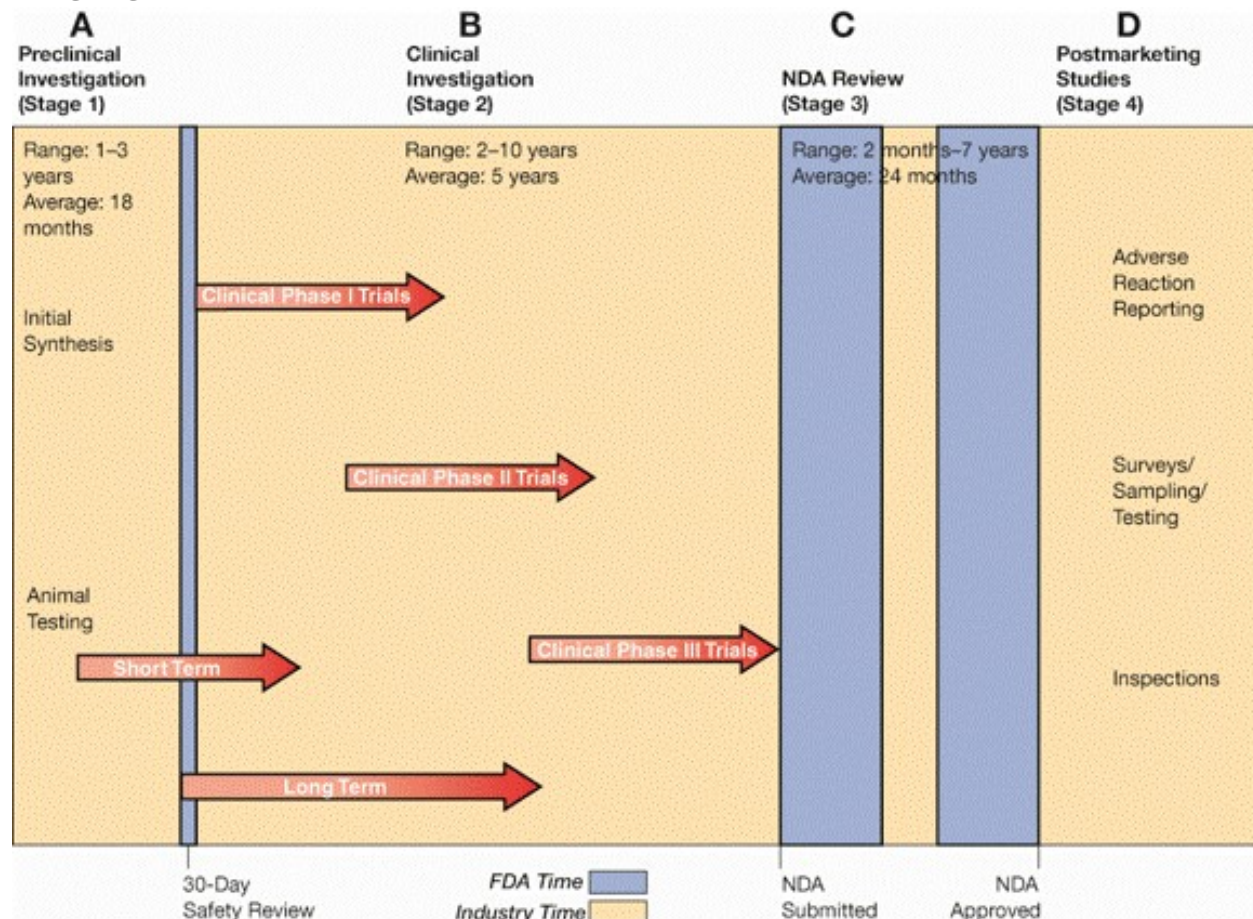 A
Preclinical
Investigation
(Stage 1)
B
Clinical
Investigation
(Stage 2)
C
NDA Review
(Stage 3)
D
Postmarketing
Studies
(Stage 4)
Range: 1–3
years
Average: 18
months
Range: 2–10 years
Average: 5 years
Range: 2 months–7 years
Average: 24 months
Initial
Synthesis
Clinical Phase I Trials
Adverse
Reaction
Reporting
Clinical Phase II Trials
Surveys/
Sampling/
Testing
Animal
Testing
Short Term
Clinical Phase III Trials
Inspections
Long Term
30-Day
Safety Review
FDA Time
Industry Time
NDA
Submitted
NDA
Approved